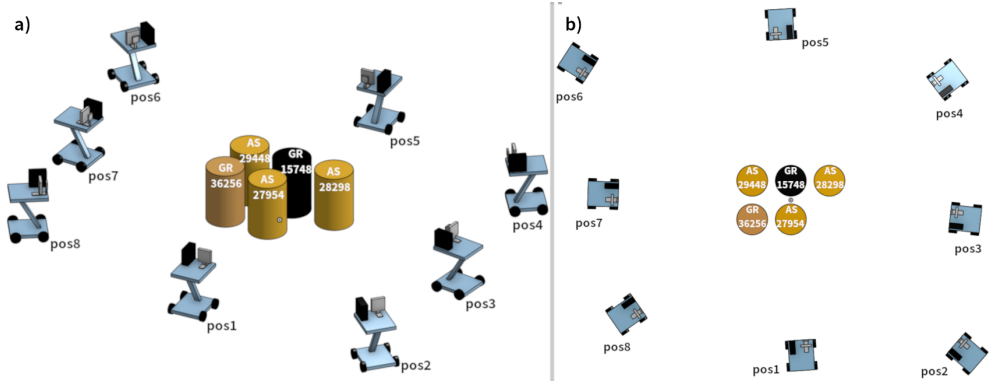 a)
pos6
pos7
pos8
pos5
AS
29448
GR
15748
GR
36256
AS
27954
AS
28298
pos4
pos3
pos1
pos2
b)
pos5
pos6
pos4
AS
29448
GR
15748
AS
28298
GR
36256
AS
27954
pos7
pos3
pos8
pos1
pos2